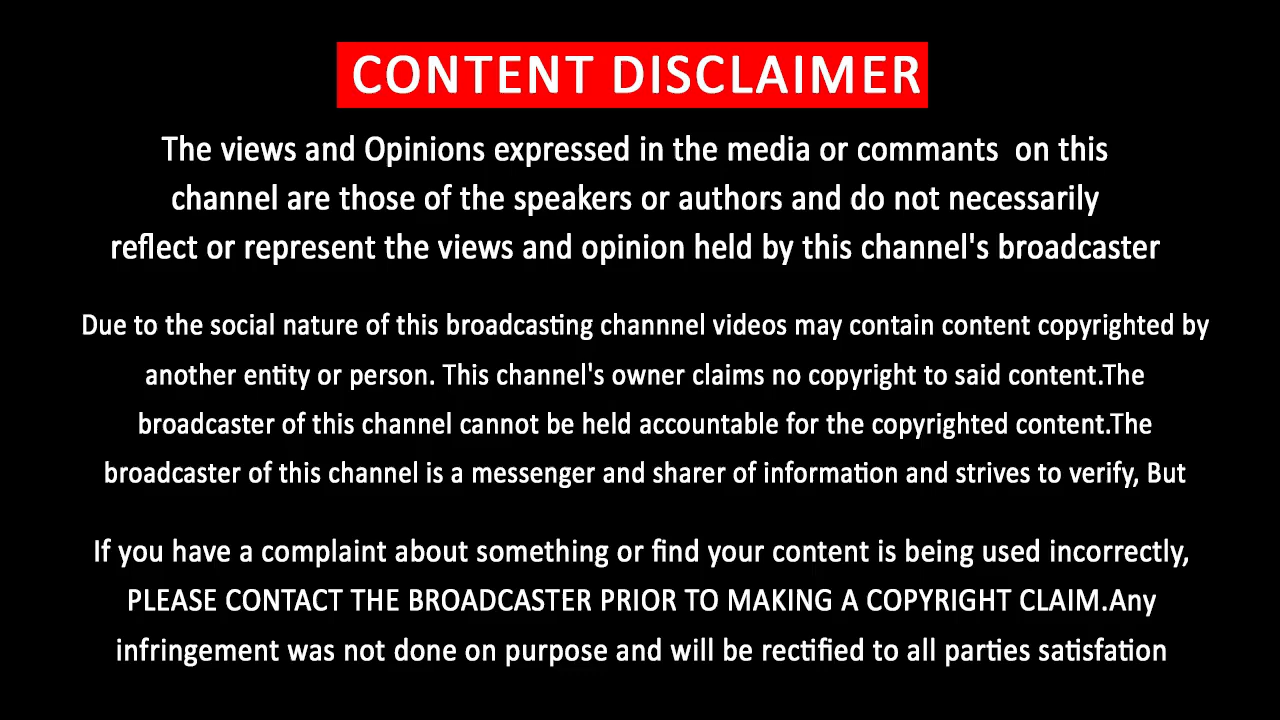 CONTENT DISCLAIMER
The views and Opinions expressed in the media or commants  on this
channel are those of the speakers or authors and do not necessarily
reflect or represent the views and opinion held by this channel's broadcaster
Due to the social nature of this broadcasting channnel videos may contain content copyrighted by
another entity or person. This channel's owner claims no copyright to said content.The
broadcaster of this channel cannot be held accountable for the copyrighted content.The
broadcaster of this channel is a messenger and sharer of information and strives to verify, But
If you have a complaint about something or find your content is being used incorrectly,
PLEASE CONTACT THE BROADCASTER PRIOR TO MAKING A COPYRIGHT CLAIM.Any
infringement was not done on purpose and will be rectified to all parties satisfation